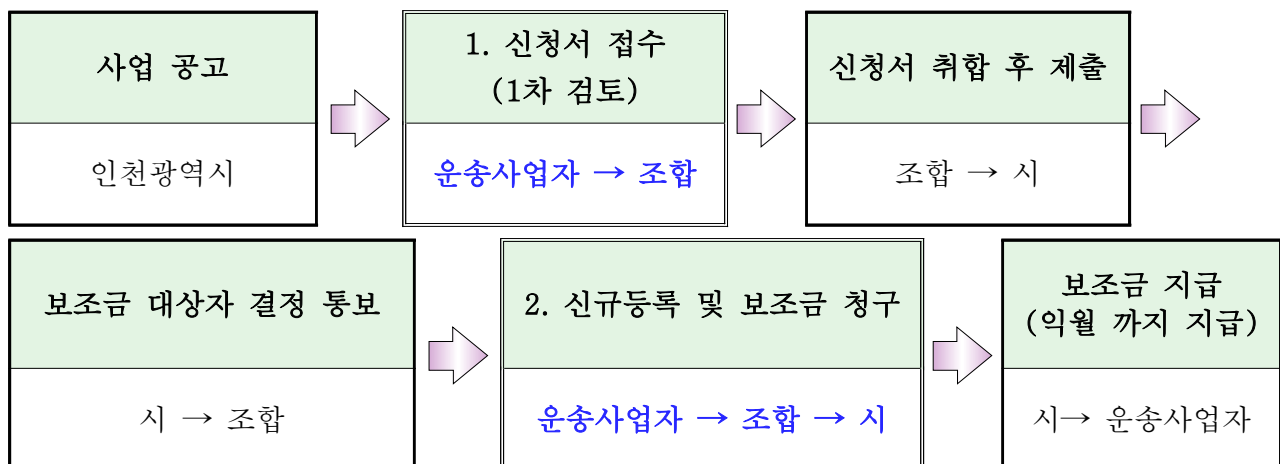 사업 공고
인천광역시
1. 신청서 접수
(1차 검토)
운송사업자 → 조합
신청서 취합 후 제출
조합 → 시
보조금 대상자 결정 통보
시 → 조합
2. 신규등록 및 보조금 청구
운송사업자 → 조합 → 시
보조금 지급
(익월 까지 지급)
시→ 운송사업자